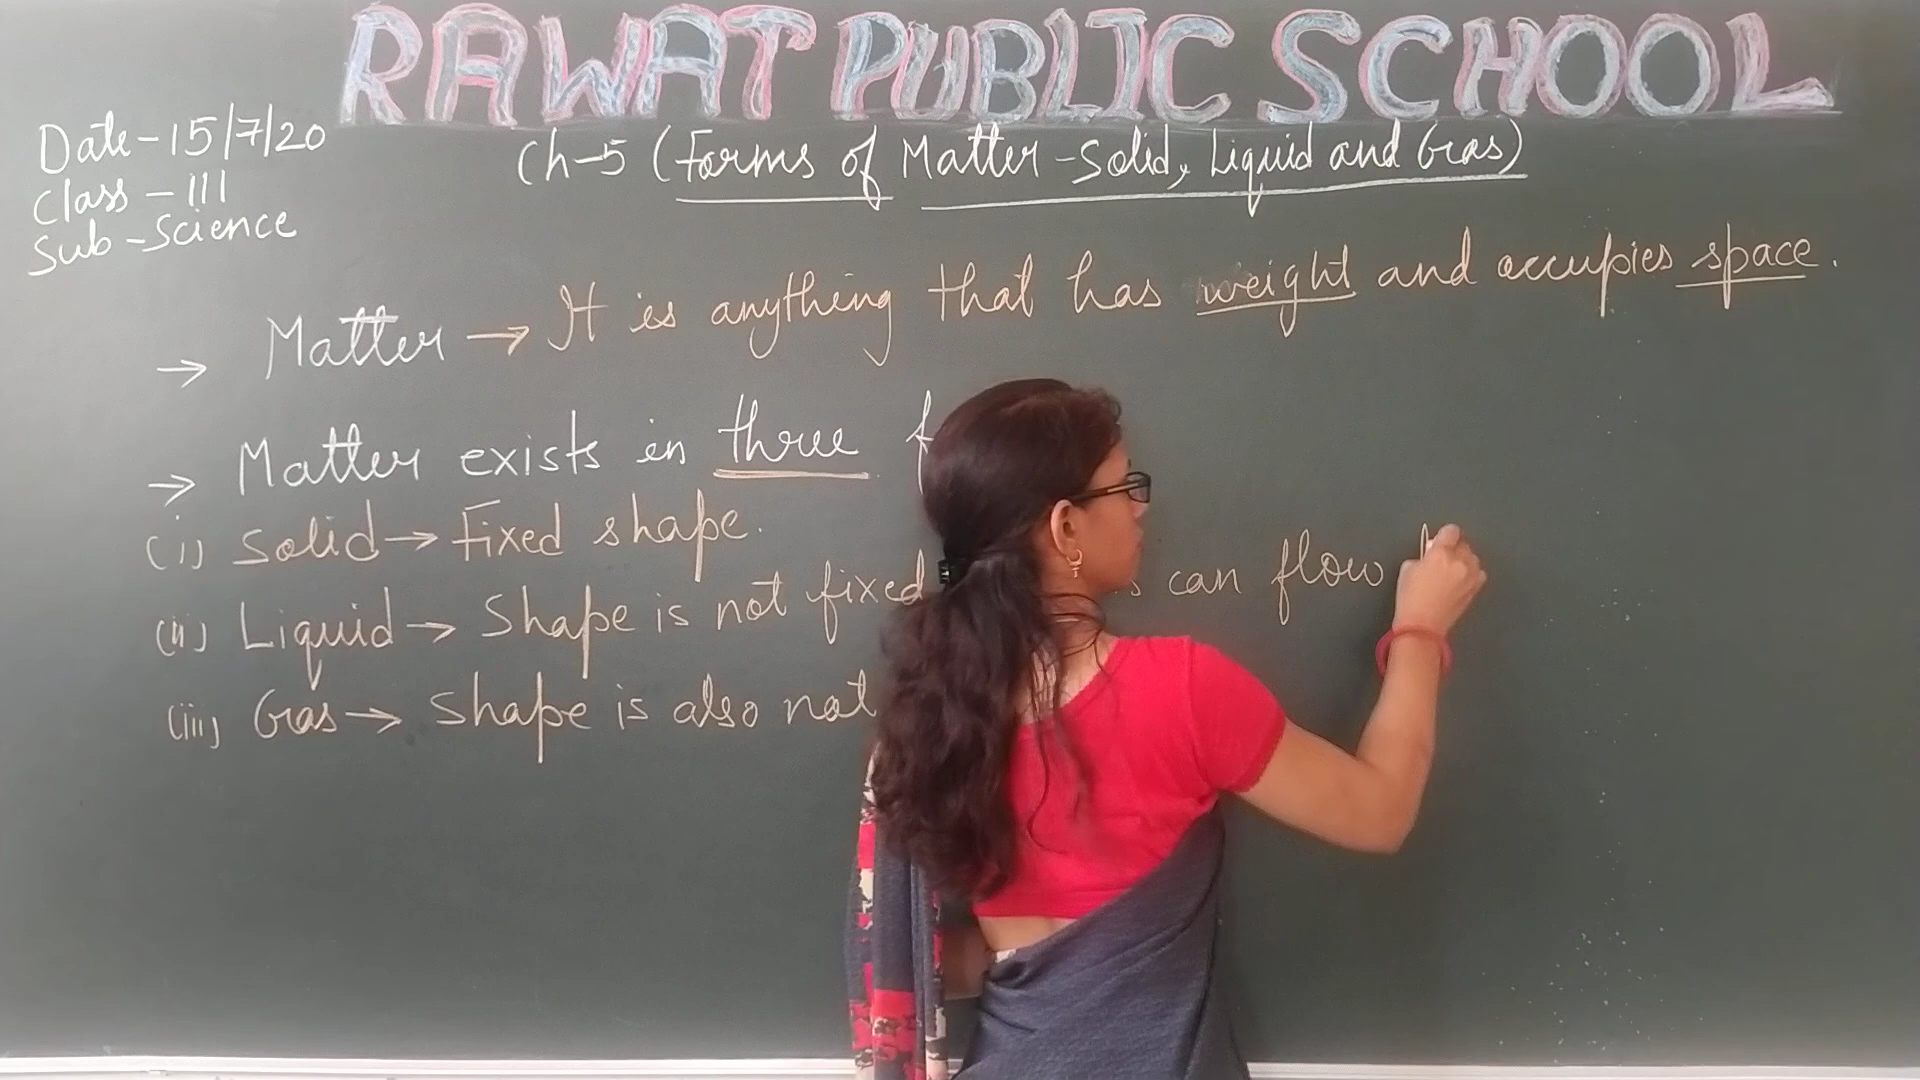 RAWAT PUBLIC SCHOOL
Date-15/7/20
Class - III
Sub-Science
Ch-5 (Forms of Matter-Solid, Liquid and Gas)
→ Matter → It is anything that has weight and occupies space.
→ Matter exists in three
(i) Solid → Fixed shape.
(ii) Liquid → Shape is not fixed can flow
(iii) Gas → Shape is also not